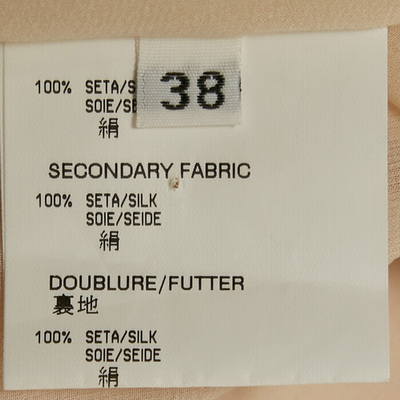 38
100% SETA/S
SOIE/SE
絹
SECONDARY FABRIC
100% SETA/SILK
SOIE/SEIDE
絹
DOUBLURE/FUTTER
裏地
100% SETA/SILK
SOIE/SEIDE
絹